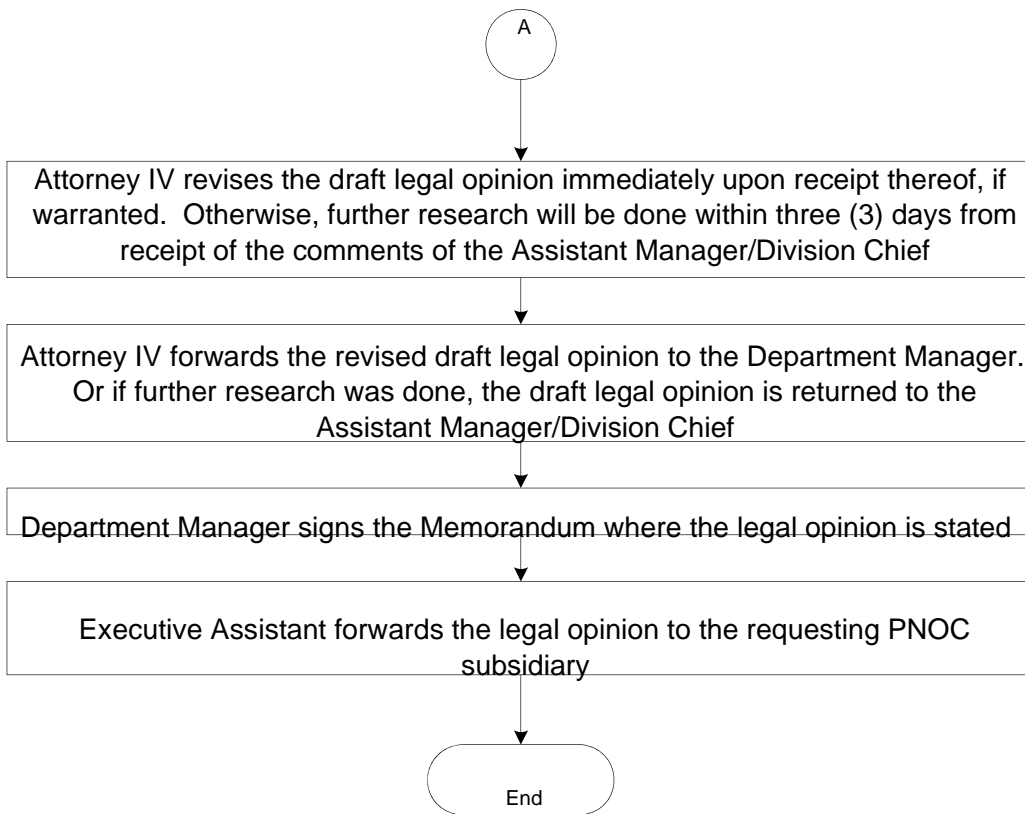 A
Attorney IV revises the draft legal opinion immediately upon receipt thereof, if
warranted.  Otherwise, further research will be done within three (3) days from
receipt of the comments of the Assistant Manager/Division Chief
Attorney IV forwards the revised draft legal opinion to the Department Manager.
Or if further research was done, the draft legal opinion is returned to the
Assistant Manager/Division Chief
Department Manager signs the Memorandum where the legal opinion is stated
Executive Assistant forwards the legal opinion to the requesting PNOC
subsidiary
End